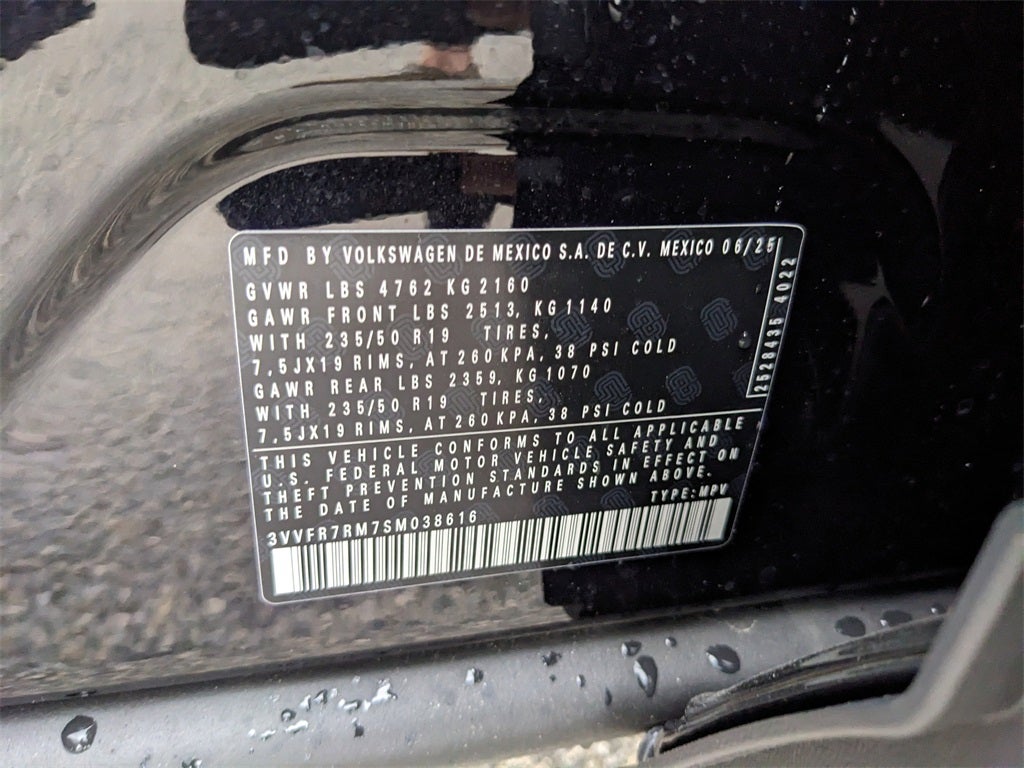 MFD BY VOLKSWAGEN DE MEXICO S.A. DE C.V. MEXICO 06/25
GVWR LBS 4762 KG 2160
GAWR FRONT LBS 2513, KG 1140
WITH 235/50 R19 TIRES,
7,5JX19 RIMS, AT 260 KPA, 38 PSI COLD
GAWR REAR LBS 2359, KG 1070
WITH 235/50 R19 TIRES,
7,5JX19 RIMS, AT 260 KPA, 38 PSI COLD
2528435 4022
THIS VEHICLE CONFORMS TO ALL APPLICABLE
U.S. FEDERAL MOTOR VEHICLE SAFETY AND
THEFT PREVENTION STANDARDS IN EFFECT ON
THE DATE OF MANUFACTURE SHOWN ABOVE.
TYPE:MPV
3VVFR7RM7SM038616